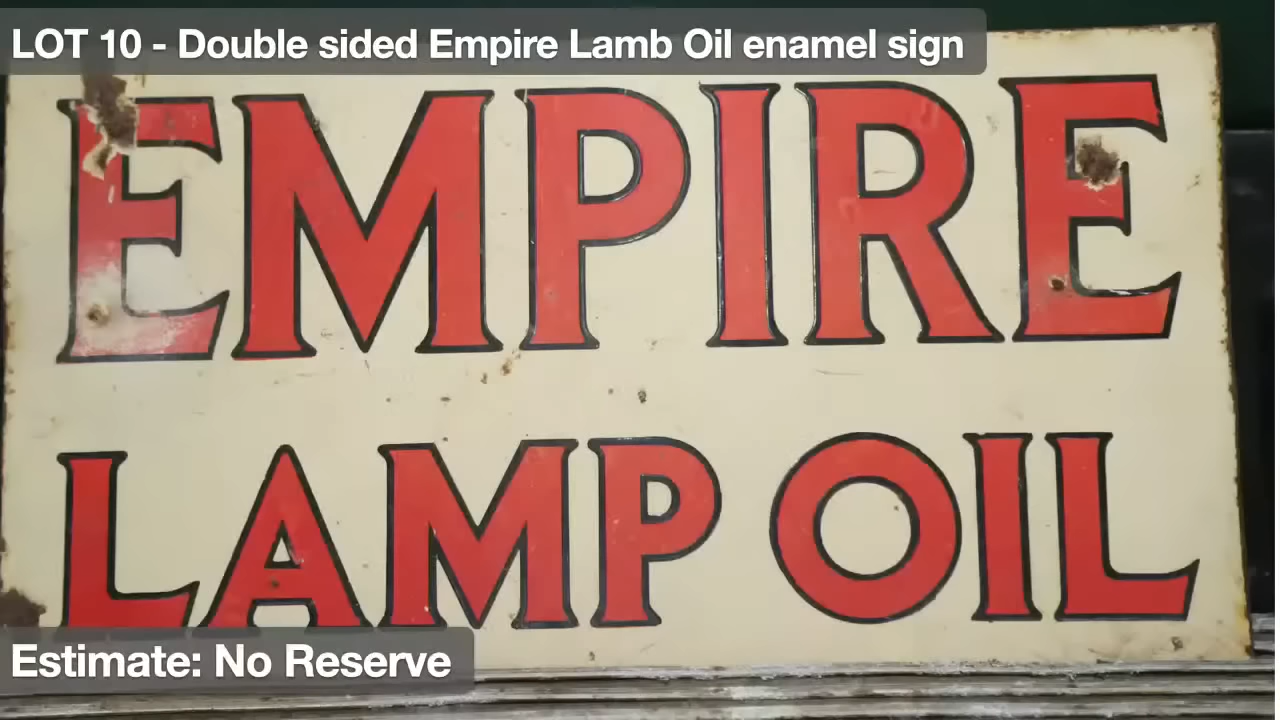 LOT 10 - Double sided Empire Lamb Oil enamel sign
EMPIRE
LAMP OIL
Estimate: No Reserve